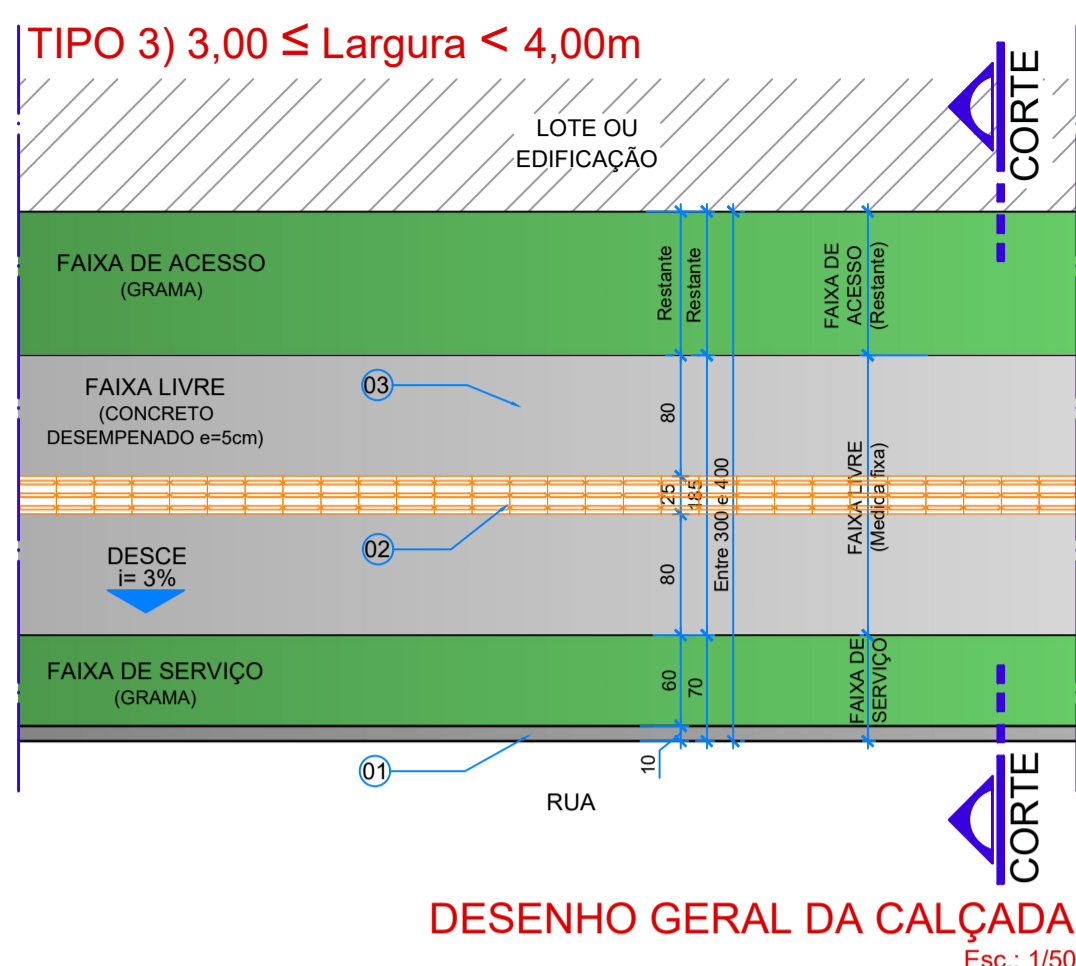 TIPO 3) 3,00 ≤ Largura < 4,00m
CORTE
LOTE OU
EDIFICAÇÃO
FAIXA DE ACESSO
(GRAMA)
Restante
Restante
FAIXA DE
ACESSO
(Restante)
FAIXA LIVRE
(CONCRETO
DESEMPENADO e=5cm)
03
80
25
185
Entre 300 e 400
FAIXA LIVRE
(Medida fixa)
02
DESCE
i= 3%
80
FAIXA DE SERVIÇO
(GRAMA)
60
70
FAIXA DE
SERVIÇO
01
10
RUA
CORTE
DESENHO GERAL DA CALÇADA
Esc.: 1/50